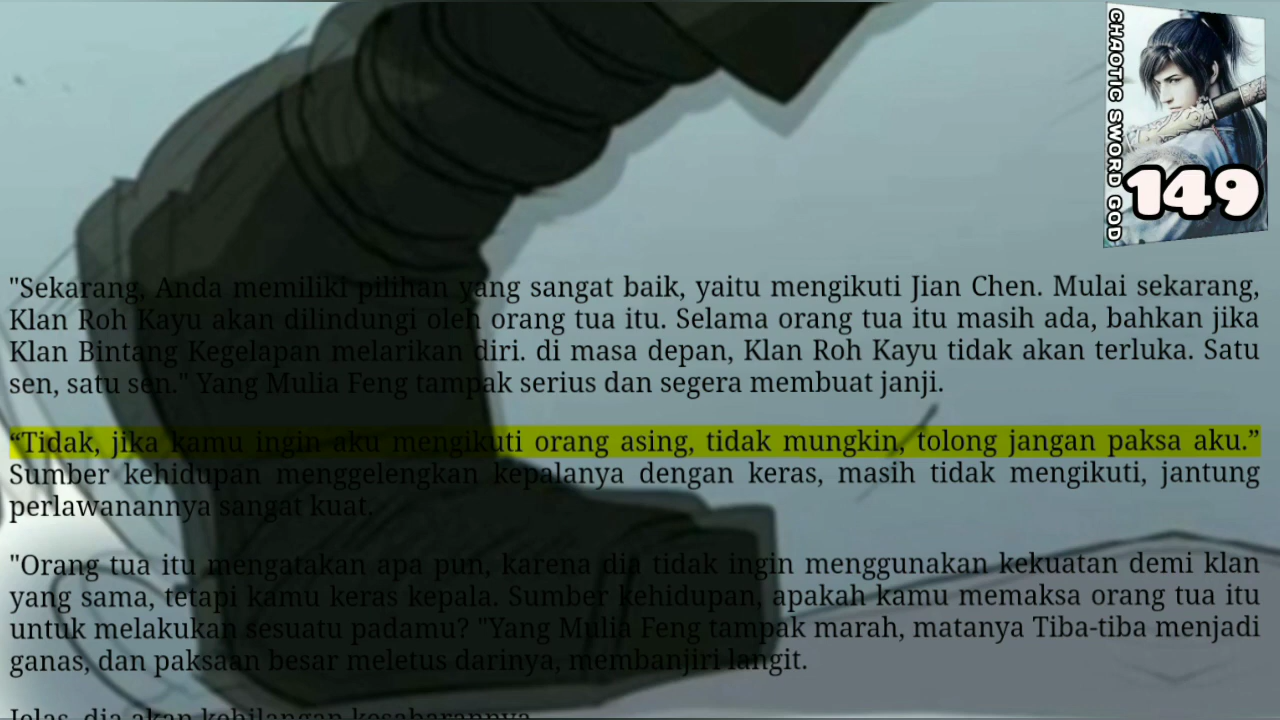 CHAOTIC SWORD GOD
149
"Sekarang, Anda memiliki pilihan yang sangat baik, yaitu mengikuti Jian Chen. Mulai sekarang,
Klan Roh Kayu akan dilindungi oleh orang tua itu. Selama orang tua itu masih ada, bahkan jika
Klan Bintang Kegelapan melarikan diri. di masa depan, Klan Roh Kayu tidak akan terluka. Satu
sen, satu sen." Yang Mulia Feng tampak serius dan segera membuat janji.
“Tidak, jika kamu ingin aku mengikuti orang asing, tidak mungkin, tolong jangan paksa aku.”
Sumber kehidupan menggelengkan kepalanya dengan keras, masih tidak mengikuti, jantung
perlawanannya sangat kuat.
"Orang tua itu mengatakan apa pun, karena dia tidak ingin menggunakan kekuatan demi klan
yang sama, tetapi kamu keras kepala. Sumber kehidupan, apakah kamu memaksa orang tua itu
untuk melakukan sesuatu padamu? "Yang Mulia Feng tampak marah, matanya Tiba-tiba menjadi
ganas, dan paksaan besar meletus darinya, membanjiri langit.
Jelas, dia akan kehilangan kesabarannya.